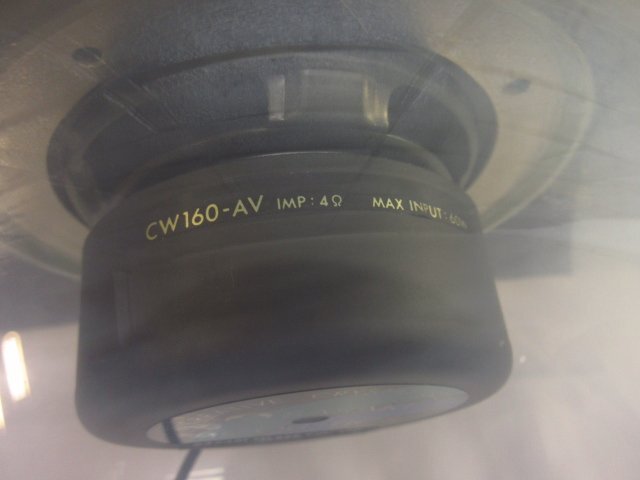 CW160-AV IMP: 4Ω MAX INPUT: 60W